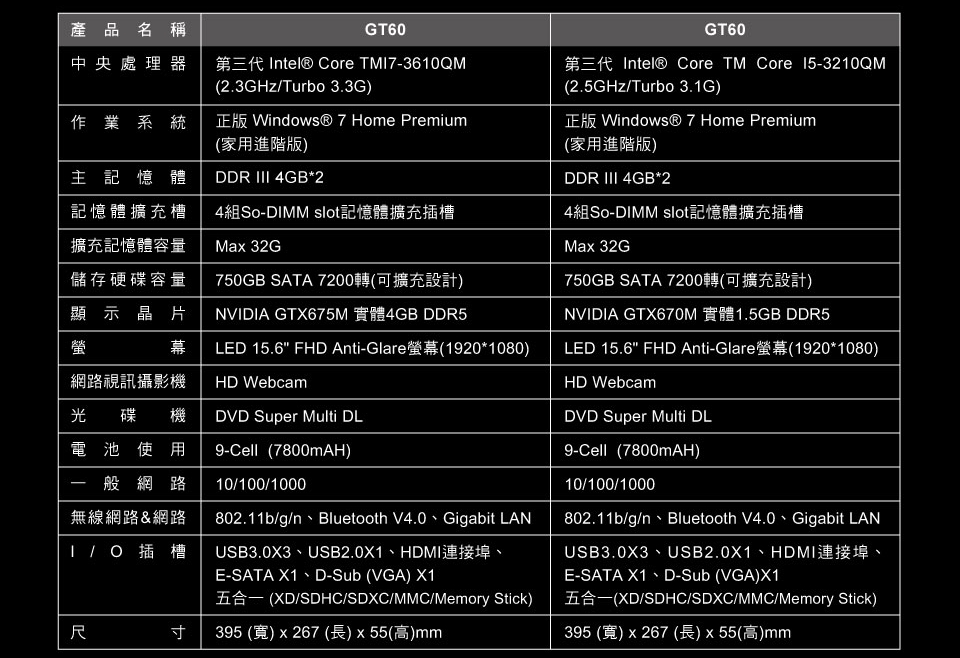 產品名稱 GT60 GT60
中央處理器 第三代 Intel® Core TMI7-3610QM 第三代 Intel® Core TM Core I5-3210QM
(2.3GHz/Turbo 3.3G) (2.5GHz/Turbo 3.1G)
作業系統 正版 Windows® 7 Home Premium 正版 Windows® 7 Home Premium
(家用進階版) (家用進階版)
主記憶體 DDR III 4GB*2 DDR III 4GB*2
記憶體擴充槽 4組So-DIMM slot記憶體擴充插槽 4組So-DIMM slot記憶體擴充插槽
擴充記憶體容量 Max 32G Max 32G
儲存硬碟容量 750GB SATA 7200轉(可擴充設計) 750GB SATA 7200轉(可擴充設計)
顯示晶片 NVIDIA GTX675M 實體4GB DDR5 NVIDIA GTX670M 實體1.5GB DDR5
螢幕 LED 15.6" FHD Anti-Glare螢幕(1920*1080) LED 15.6" FHD Anti-Glare螢幕(1920*1080)
網路視訊攝影機 HD Webcam HD Webcam
光碟機 DVD Super Multi DL DVD Super Multi DL
電池使用 9-Cell (7800mAH) 9-Cell (7800mAH)
一般網路 10/100/1000 10/100/1000
無線網路&網路 802.11b/g/n、Bluetooth V4.0、Gigabit LAN 802.11b/g/n、Bluetooth V4.0、Gigabit LAN
I/O插槽 USB3.0X3、USB2.0X1、HDMI連接埠、 USB3.0X3、USB2.0X1、HDMI連接埠、
E-SATA X1、D-Sub (VGA) X1 E-SATA X1、D-Sub (VGA)X1
五合一 (XD/SDHC/SDXC/MMC/Memory Stick) 五合一(XD/SDHC/SDXC/MMC/Memory Stick)
尺寸 395 (寬) x 267 (長) x 55(高)mm 395 (寬) x 267 (長) x 55(高)mm